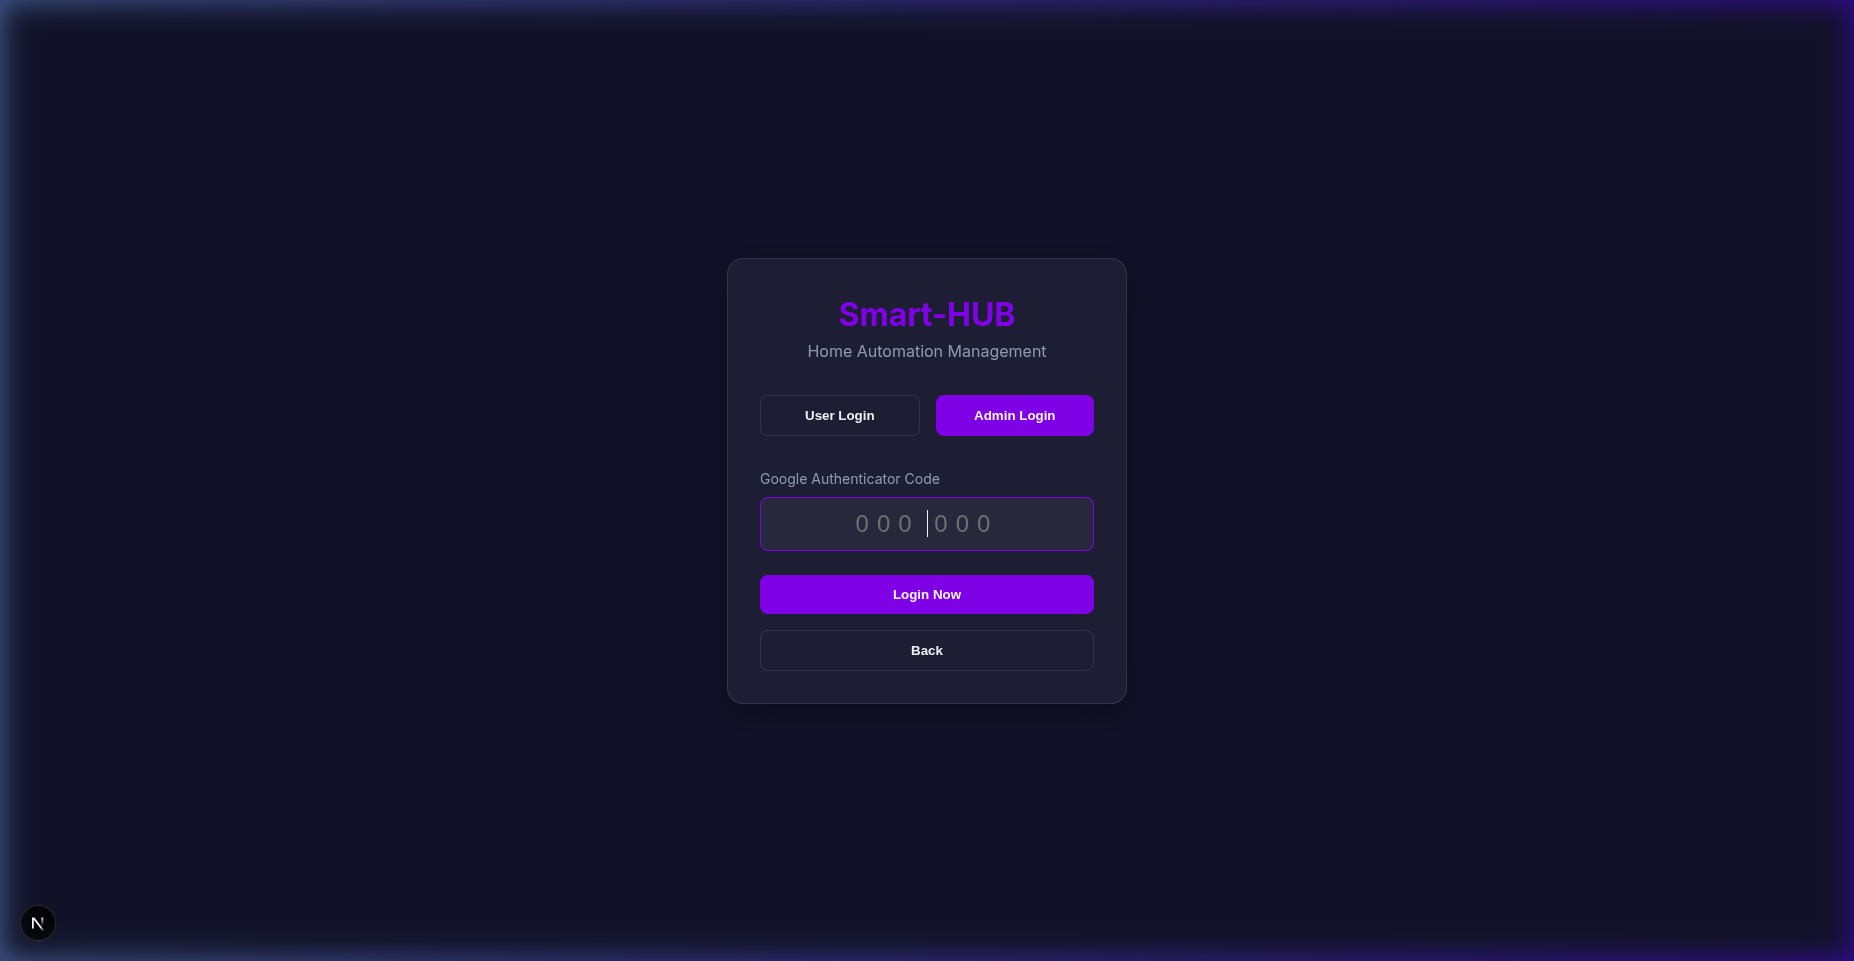 Smart-HUB
Home Automation Management
User Login
Admin Login
Google Authenticator Code
000 000
Login Now
Back
N